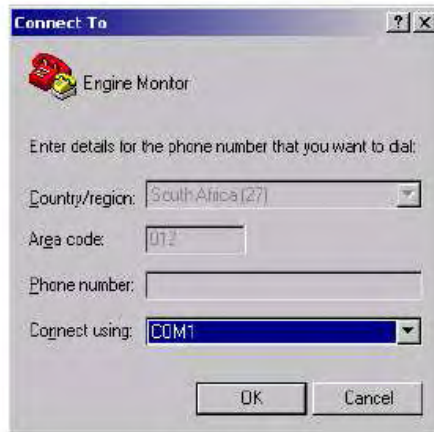 Connect To
Engine Montor
Enter details for the phone number that you want to dial:
Country/region: South Africa (27)
Area code: 012
Phone number:
Connect using: COM1
OK Cancel